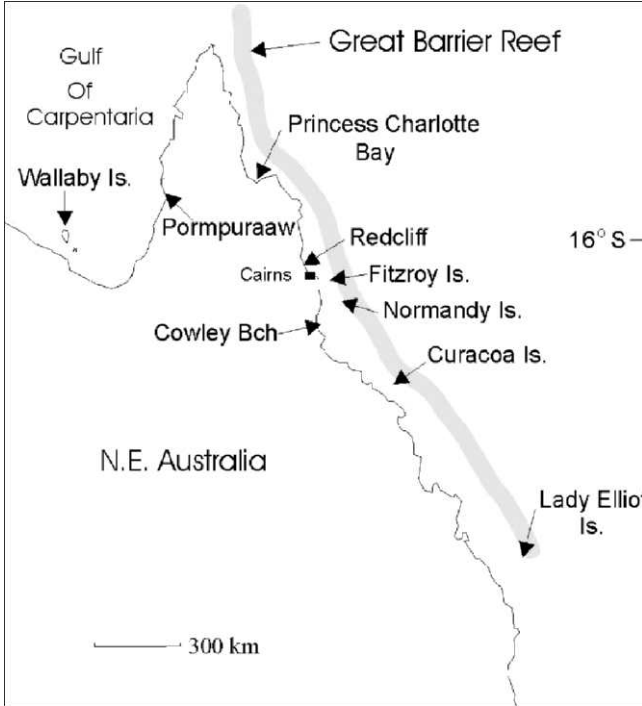 Great Barrier Reef
Gulf
Of
Carpentaria
Princess Charlotte
Bay
Wallaby Is.
Pormpuraaw
Redcliff
16° S
Cairns
Fitzroy Is.
Normandy Is.
Cowley Bch
Curacoa Is.
N.E. Australia
Lady Elliot
Is.
300 km